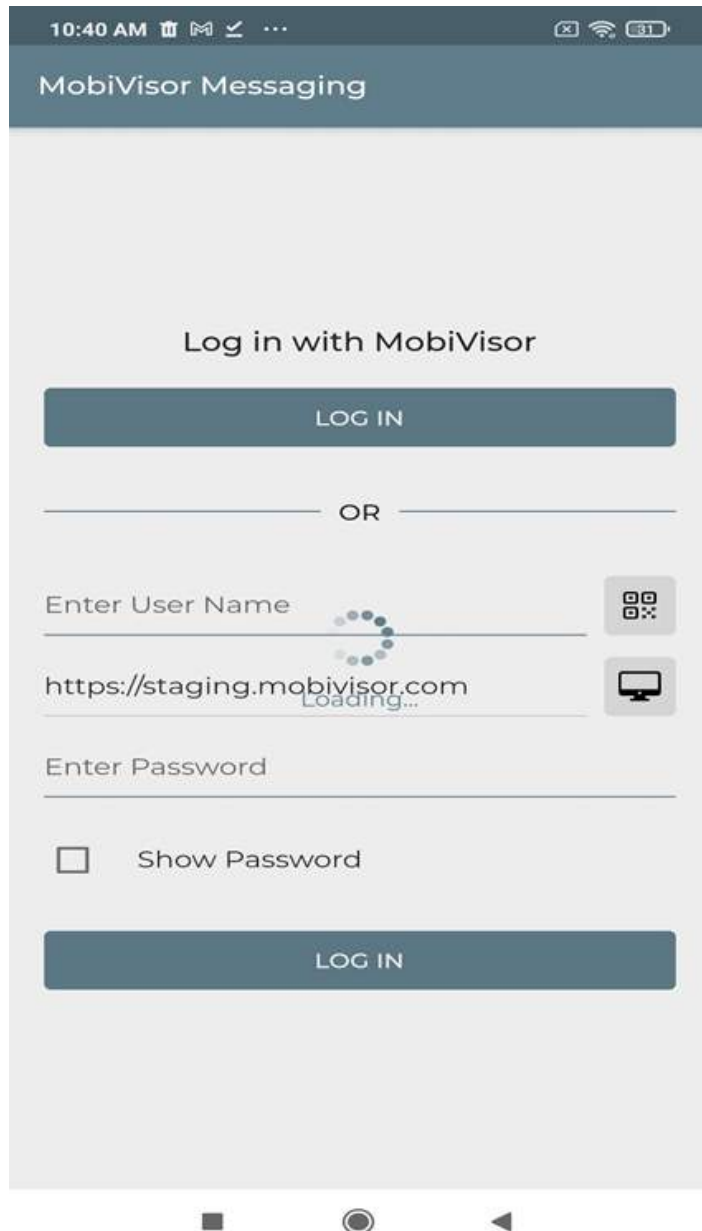 10:40 AM ... 31
MobiVisor Messaging
Log in with MobiVisor
LOG IN
OR
Enter User Name
https://staging.mobivisor.com
Loading...
Enter Password
Show Password
LOG IN